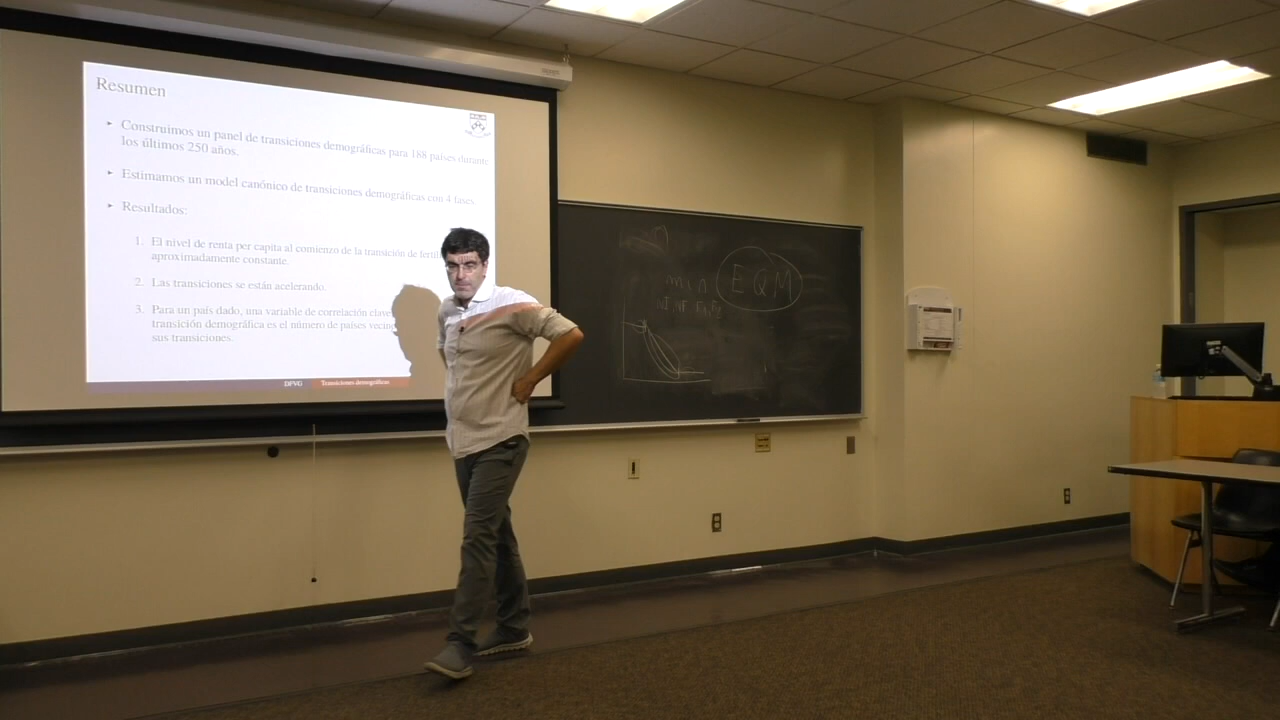 Resumen
Construimos un panel de transiciones demográficas para 188 países durante
los últimos 250 años.
Estimamos un model canónico de transiciones demográficas con 4 fases.
Resultados:
1. El nivel de renta per capita al comienzo de la transición de
aproximadamente constante.
2. Las transiciones se están acelerando.
3. Para un país dado, una variable de correlación clave
transición demográfica es el número de países
sus transiciones.
DFVG Transiciones demográficas
min EQM